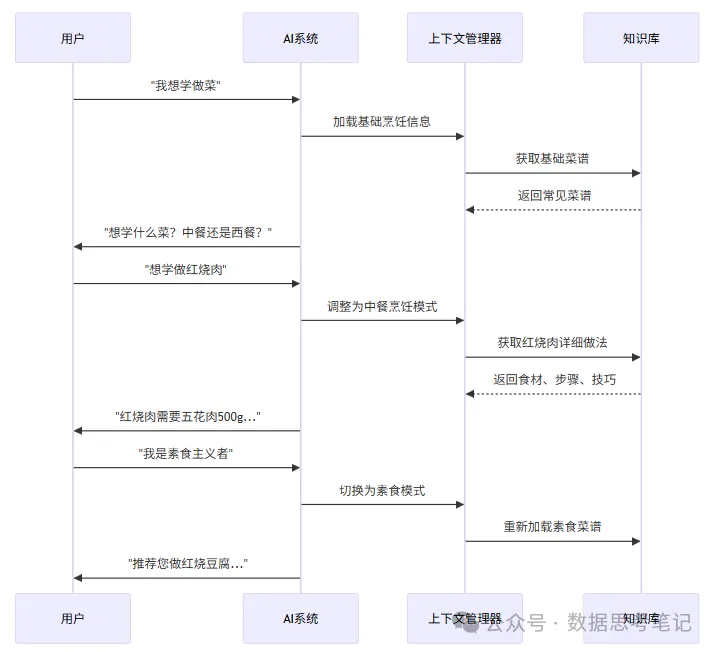 用户
AI系统
上下文管理器
知识库
"我想学做菜"
加载基础烹饪信息
获取基础菜谱
返回常见菜谱
"想学什么菜？中餐还是西餐？"
"想学做红烧肉"
调整为中餐烹饪模式
获取红烧肉详细做法
返回食材、步骤、技巧
"红烧肉需要五花肉500g..."
"我是素食主义者"
切换为素食模式
重新加载素食菜谱
"推荐您做红烧豆腐..."
用户
AI系统
上下文管理器
知识库
公众号 · 数据思考笔记